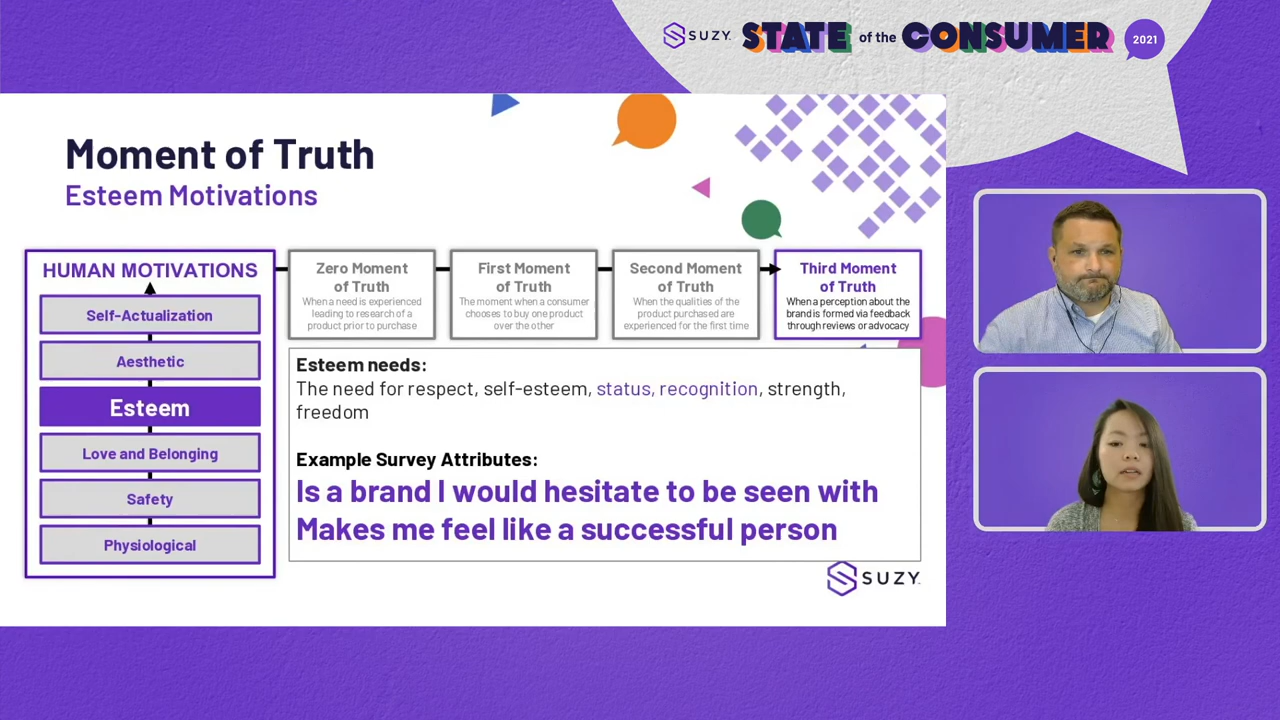 SUZY
STATE of the CONSUMER
2021
Moment of Truth
Esteem Motivations
HUMAN MOTIVATIONS
Self-Actualization
Aesthetic
Esteem
Love and Belonging
Safety
Physiological
Zero Moment
of Truth
When a need is experienced
leading to research of a
product prior to purchase
First Moment
of Truth
The moment when a consumer
chooses to buy one product
over the other
Second Moment
of Truth
When the qualities of the
product purchased are
experienced for the first time
Third Moment
of Truth
When a perception about the
brand is formed via feedback
through reviews or advocacy
Esteem needs:
The need for respect, self-esteem, status, recognition, strength,
freedom
Example Survey Attributes:
Is a brand I would hesitate to be seen with
Makes me feel like a successful person
SUZY